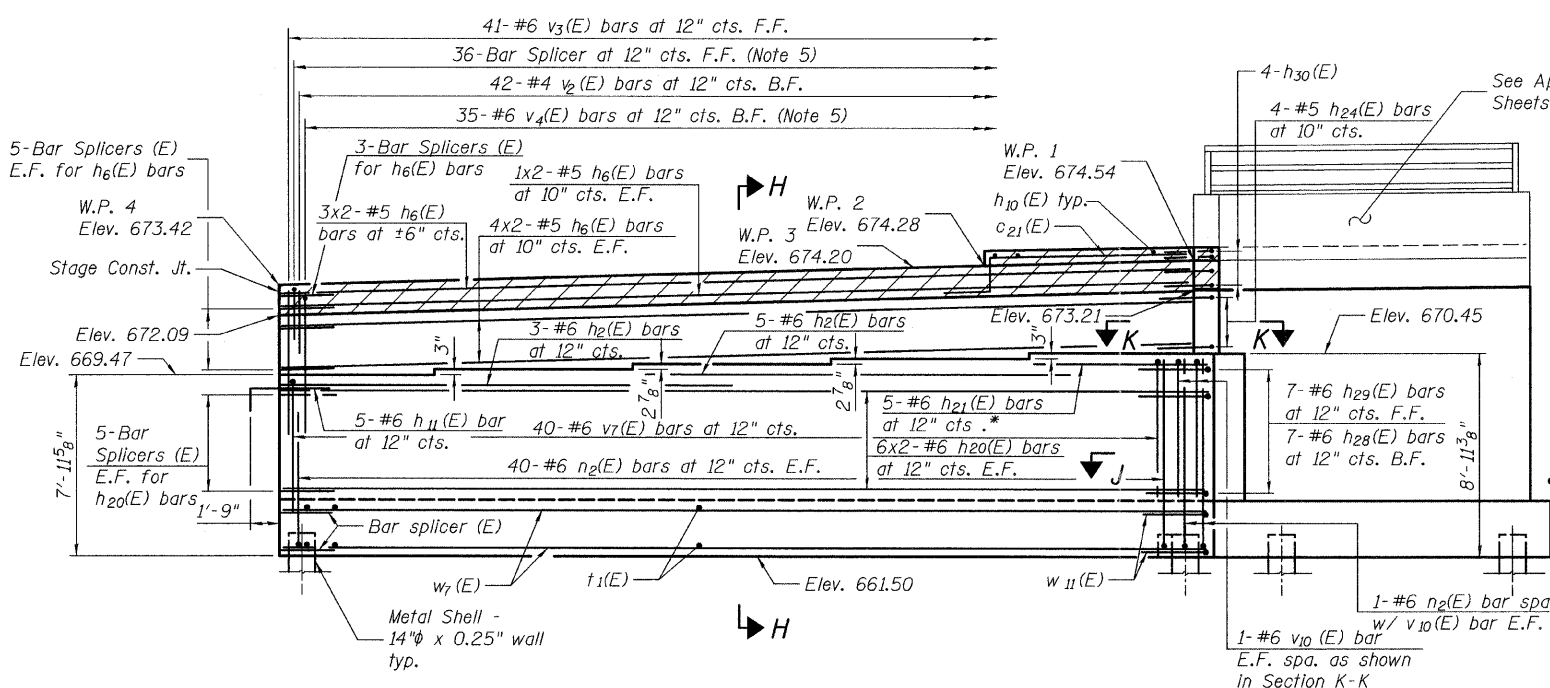 41-#6 v3(E) bars at 12" cts. F.F.
36-Bar Splicer at 12" cts. F.F. (Note 5)
42-#4 v2(E) bars at 12" cts. B.F.
35-#6 v4(E) bars at 12" cts. B.F. (Note 5)
5-Bar Splicers (E)
E.F. for h6(E) bars
3-Bar Splicers (E)
for h6(E) bars
1x2-#5 h6(E) bars
at 10" cts. E.F.
W.P. 4
Elev. 673.42
3x2-#5 h6(E)
bars at ±6" cts.
4x2-#5 h6(E) bars
at 10" cts. E.F.
H
W.P. 3
Elev. 674.20
W.P. 2
Elev. 674.28
W.P. 1
Elev. 674.54
h10(E) typ.
c21(E)
4-h30(E)
4-#5 h24(E) bars
at 10" cts.
See
Sheets
Stage Const. Jt.
Elev. 672.09
Elev. 669.47
3-#6 h2(E) bars
at 12" cts.
5-#6 h2(E) bars
at 12" cts.
Elev. 673.21
K
K
Elev. 670.45
3"
2 7/8"
2 7/8"
3"
5-#6 h11(E) bar
at 12" cts.
40-#6 v7(E) bars at 12" cts.
40-#6 n2(E) bars at 12" cts. E.F.
5-#6 h21(E) bars
at 12" cts .*
6x2-#6 h20(E) bars
at 12" cts. E.F.
J
7-#6 h29(E) bars
at 12" cts. F.F.
7-#6 h28(E) bars
at 12" cts. B.F.
8'-11 3/8"
7'-11 5/8"
5-Bar
Splicers (E)
E.F. for
h20(E) bars
1'-9"
Bar splicer (E)
w7(E)
t1(E)
Elev. 661.50
w11(E)
Metal Shell -
14"ϕ x 0.25" wall
typ.
H
1-#6 n2(E) bar
w/ v10(E) bar E.F.
1-#6 v10 (E) bar
E.F. spa. as shown
in Section K-K